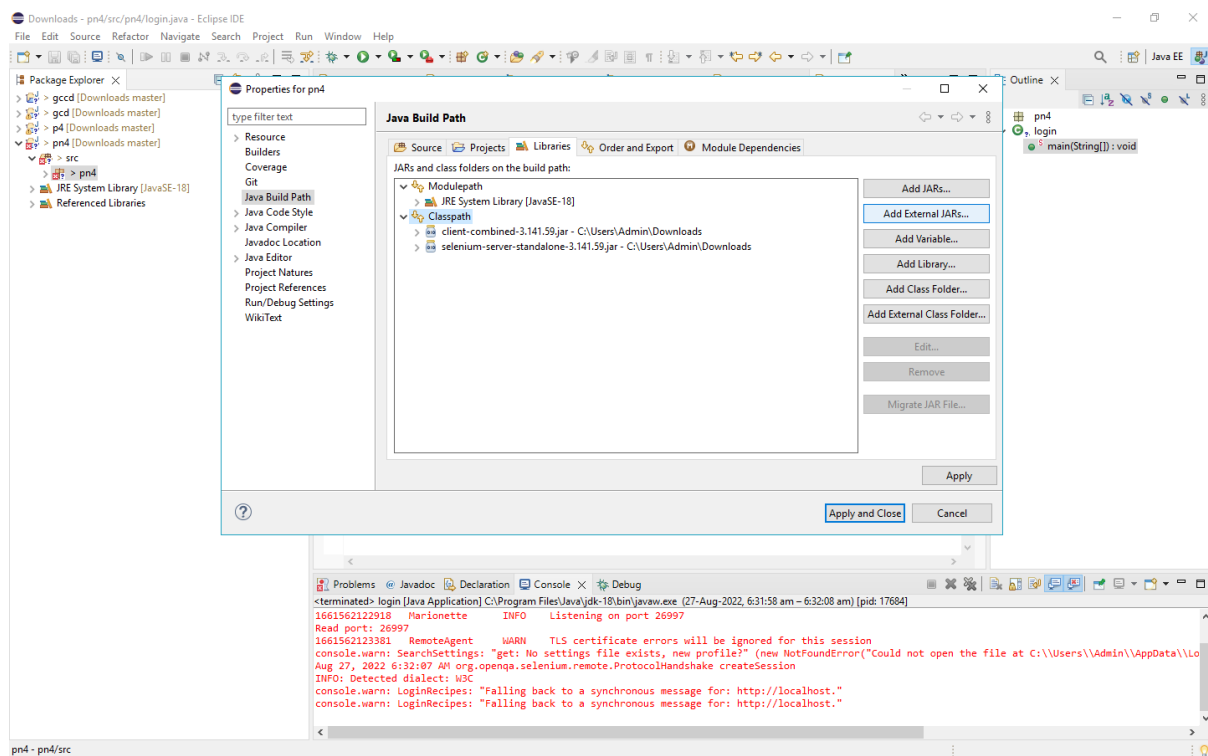 Downloads - pn4/src/pn4/login.java - Eclipse IDE
File Edit Source Refactor Navigate Search Project Run Window Help
Java EE
Package Explorer
> gccd [Downloads master]
> gcd [Downloads master]
> p4 [Downloads master]
> pn4 [Downloads master]
> src
> pn4
JRE System Library [JavaSE-18]
Referenced Libraries
Properties for pn4
type filter text
Resource
Builders
Coverage
Git
Java Build Path
Java Code Style
Java Compiler
Javadoc Location
Java Editor
Project Natures
Project References
Run/Debug Settings
WikiText
Java Build Path
Source Projects Libraries Order and Export Module Dependencies
JARs and class folders on the build path:
Modulepath
JRE System Library [JavaSE-18]
Classpath
client-combined-3.141.59.jar - C:\Users\Admin\Downloads
selenium-server-standalone-3.141.59.jar - C:\Users\Admin\Downloads
Add JARs...
Add External JARs...
Add Variable...
Add Library...
Add Class Folder...
Add External Class Folder...
Edit...
Remove
Migrate JAR File...
Apply
Apply and Close Cancel
Outline
pn4
login
main(String[]) : void
Problems Javadoc Declaration Console Debug
<terminated> login [Java Application] C:\Program Files\Java\jdk-18\bin\javaw.exe (27-Aug-2022, 6:31:58 am – 6:32:08 am) [pid: 17684]
1661562122918 Marionette INFO Listening on port 26997
Read port: 26997
1661562123381 RemoteAgent WARN TLS certificate errors will be ignored for this session
console.warn: SearchSettings: "get: No settings file exists, new profile?" (new NotFoundError("Could not open the file at C:\\Users\\Admin\\AppData\\Lo
Aug 27, 2022 6:32:07 AM org.openqa.selenium.remote.ProtocolHandshake createSession
INFO: Detected dialect: W3C
console.warn: LoginRecipes: "Falling back to a synchronous message for: http://localhost."
console.warn: LoginRecipes: "Falling back to a synchronous message for: http://localhost."
pn4 - pn4/src